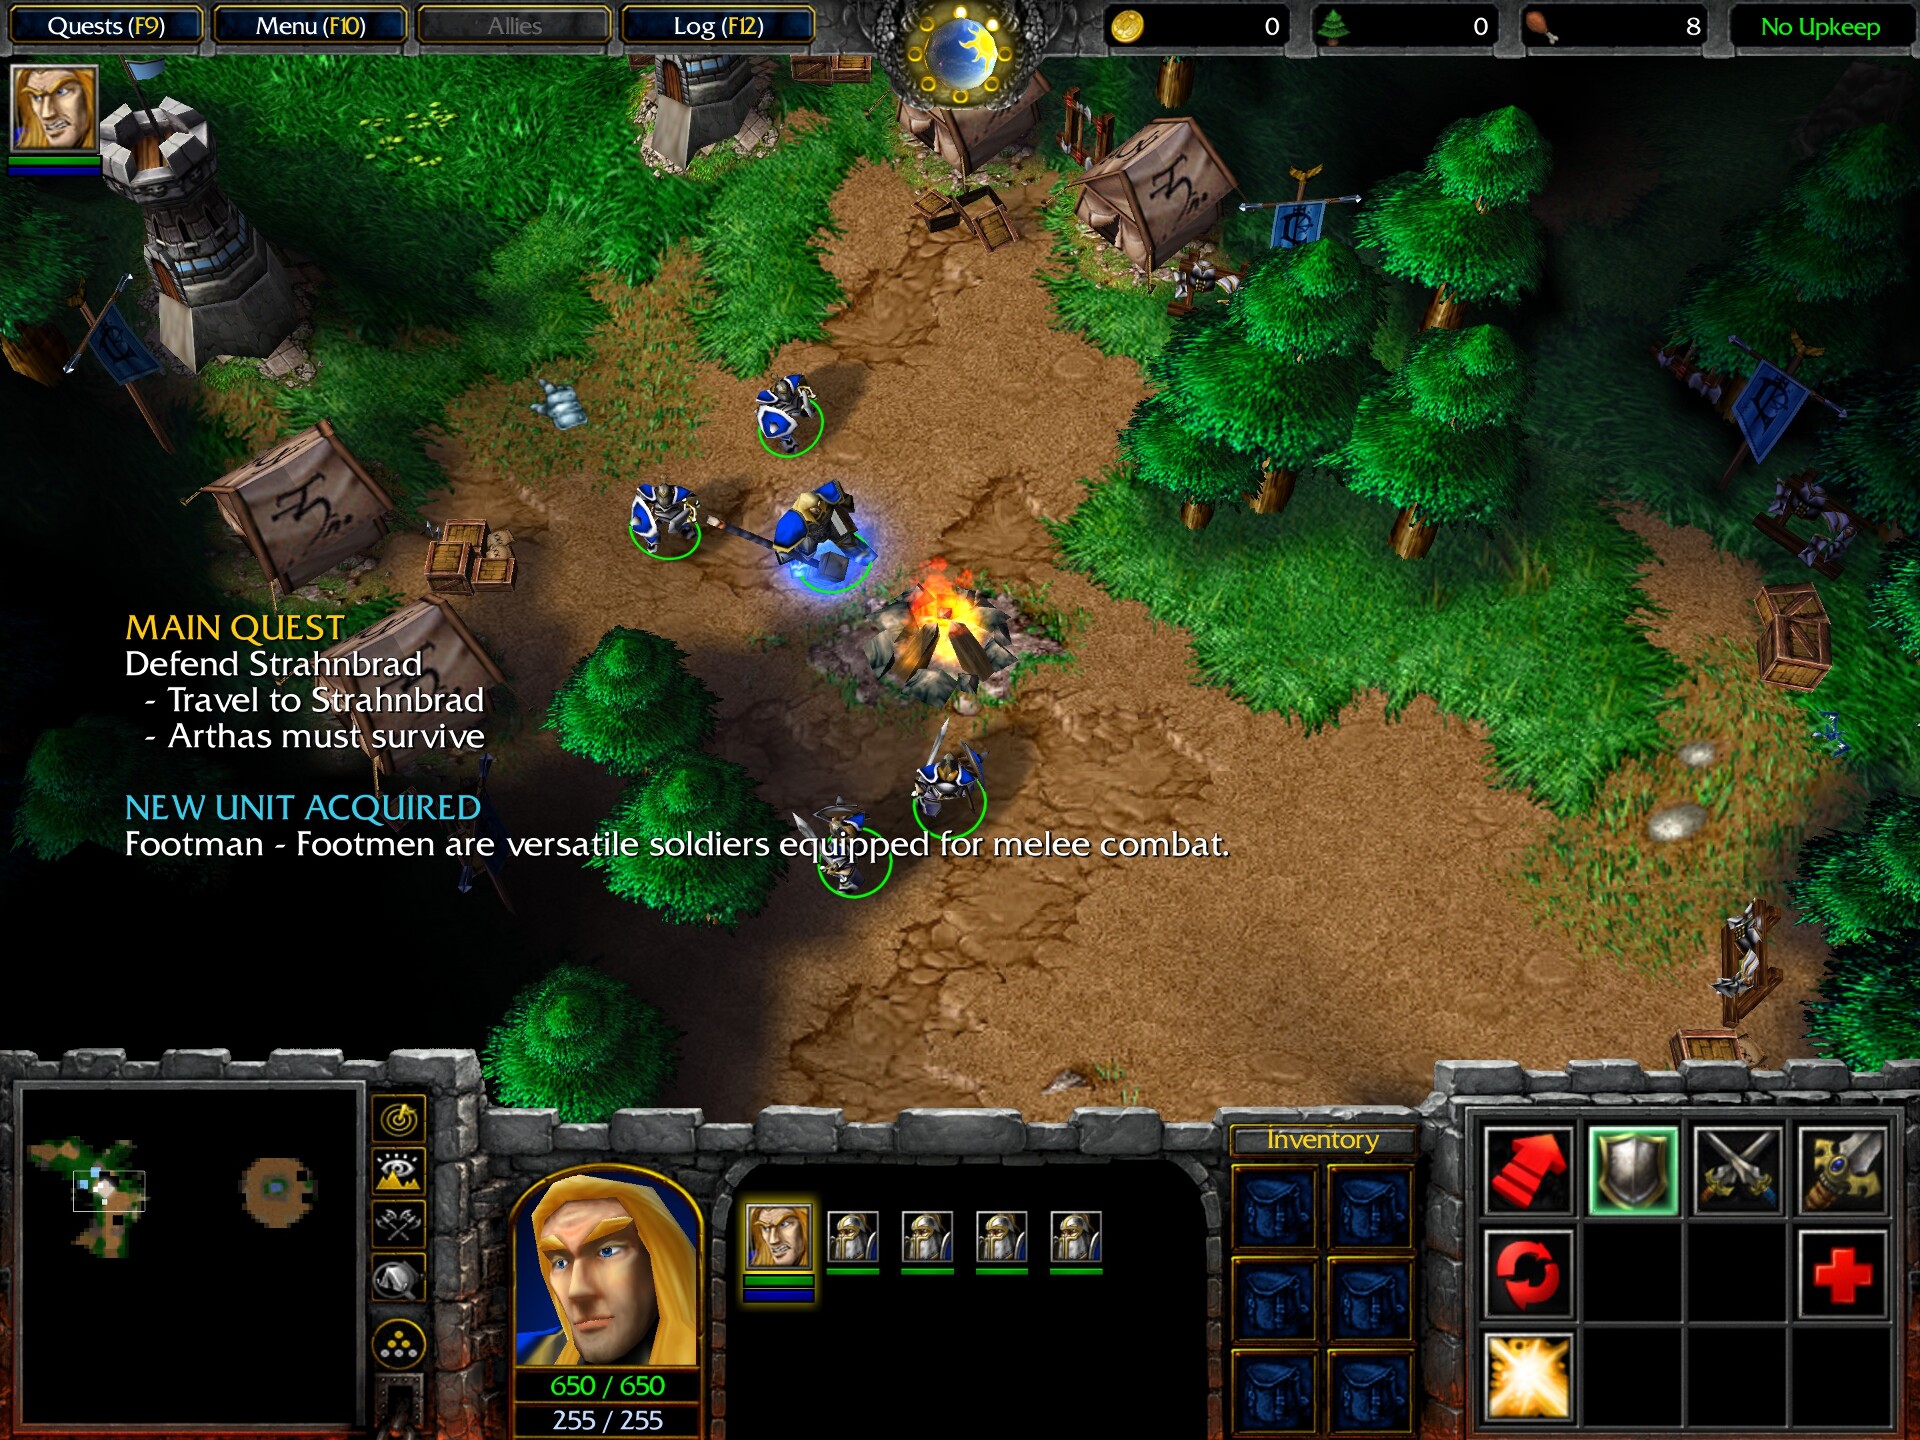 Quests (F9)
Menu (F10)
Allies
Log (F12)
0
0
8
No Upkeep
MAIN QUEST
Defend Strahnbrad
- Travel to Strahnbrad
- Arthas must survive
NEW UNIT ACQUIRED
Footman - Footmen are versatile soldiers equipped for melee combat.
Inventory
650 / 650
255 / 255